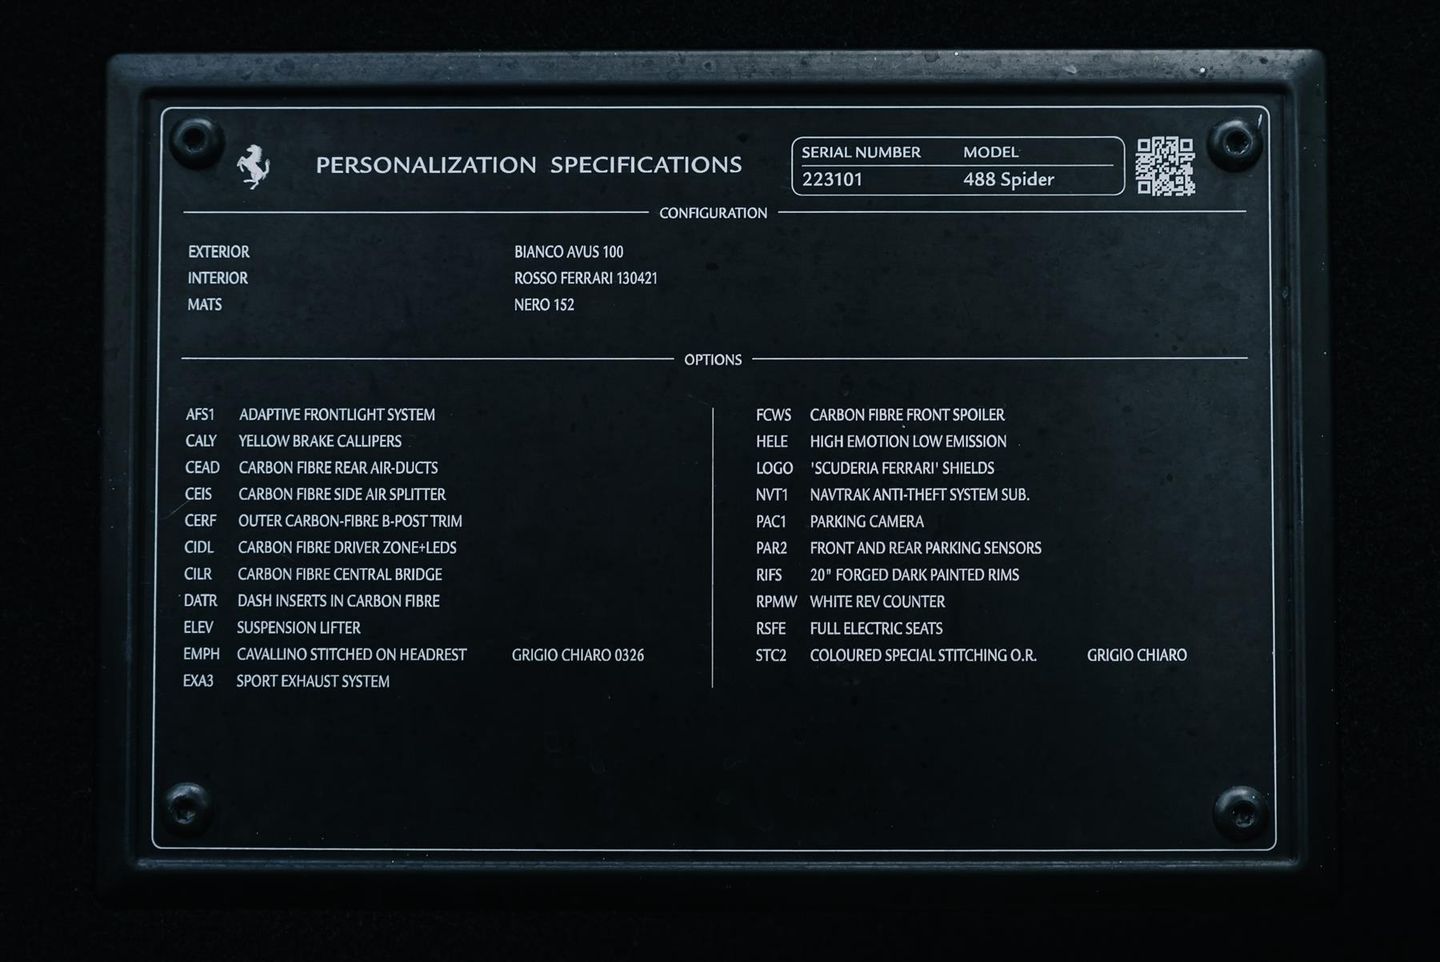 PERSONALIZATION SPECIFICATIONS
SERIAL NUMBER MODEL
223101 488 Spider
CONFIGURATION
EXTERIOR BIANCO AVUS 100
INTERIOR ROSSO FERRARI 130421
MATS NERO 152
OPTIONS
AFS1 ADAPTIVE FRONTLIGHT SYSTEM
CALY YELLOW BRAKE CALLIPERS
CEAD CARBON FIBRE REAR AIR-DUCTS
CEIS CARBON FIBRE SIDE AIR SPLITTER
CERF OUTER CARBON-FIBRE B-POST TRIM
CIDL CARBON FIBRE DRIVER ZONE+LEDS
CILR CARBON FIBRE CENTRAL BRIDGE
DATR DASH INSERTS IN CARBON FIBRE
ELEV SUSPENSION LIFTER
EMPH CAVALLINO STITCHED ON HEADREST GRIGIO CHIARO 0326
EXA3 SPORT EXHAUST SYSTEM
FCWS CARBON FIBRE FRONT SPOILER
HELE HIGH EMOTION LOW EMISSION
LOGO 'SCUDERIA FERRARI' SHIELDS
NVT1 NAVTRAK ANTI-THEFT SYSTEM SUB.
PAC1 PARKING CAMERA
PAR2 FRONT AND REAR PARKING SENSORS
RIFS 20" FORGED DARK PAINTED RIMS
RPMW WHITE REV COUNTER
RSFE FULL ELECTRIC SEATS
STC2 COLOURED SPECIAL STITCHING O.R. GRIGIO CHIARO